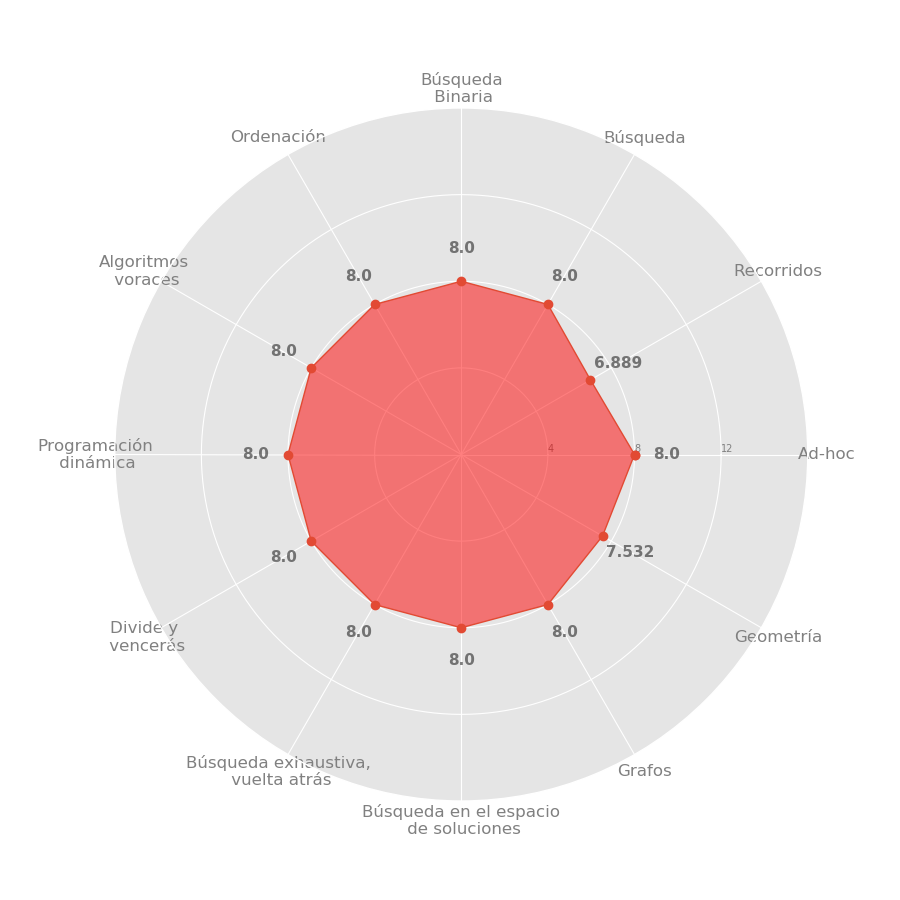 Búsqueda
Binaria
Ordenación
Búsqueda
8.0
Algoritmos
voraces
8.0
8.0
Recorridos
8.0
6.889
Programación
dinámica
8.0
4
8
12
8.0
Ad-hoc
8.0
7.532
Divide y
vencerás
8.0
8.0
8.0
Geometría
Búsqueda exhaustiva,
vuelta atrás
Grafos
Búsqueda en el espacio
de soluciones